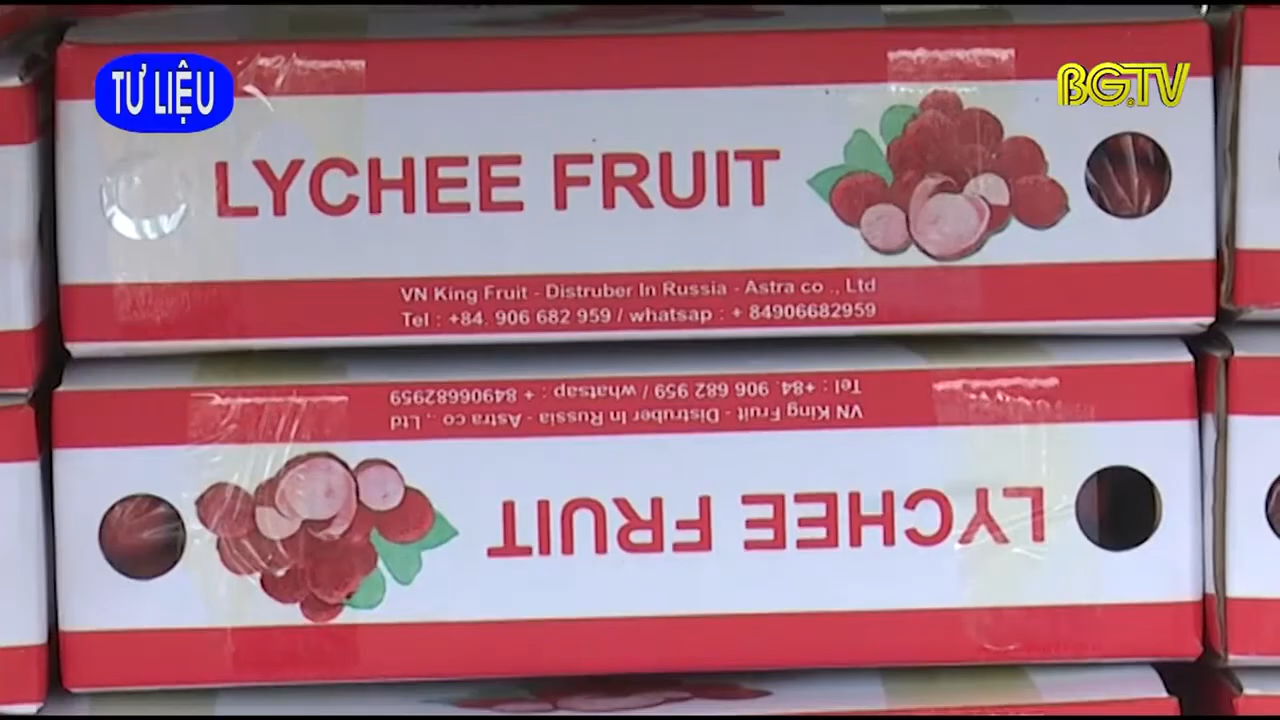 TƯ LIỆU
BG.TV
LYCHEE FRUIT
VN King Fruit - Distruber In Russia - Astra co ., Ltd
Tel : +84. 906 682 959 / whatsap : + 84906682959
LYCHEE FRUIT
VN King Fruit - Distruber In Russia - Astra co ., Ltd
Tel : +84. 906 682 959 / whatsap : + 84906682959